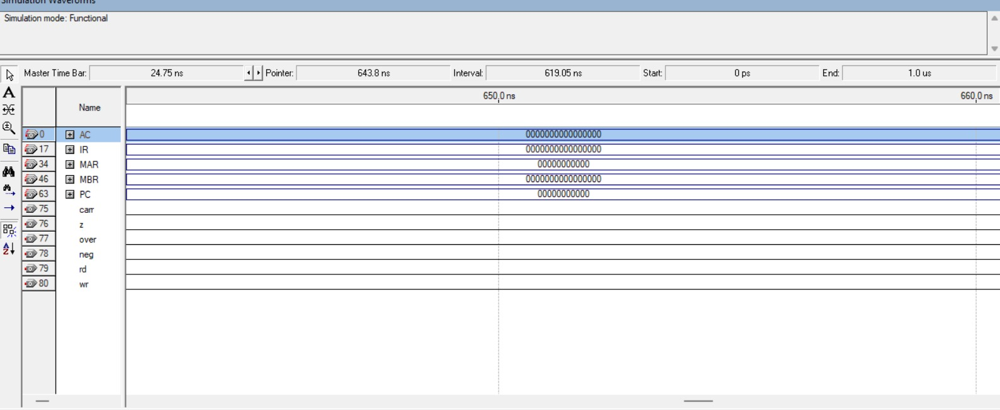 Simulation Waveforms
Simulation mode: Functional
Master Time Bar: 24.75 ns Pointer: 643.8 ns Interval: 619.05 ns Start: 0 ps End: 1.0 us
650.0 ns 660.0 ns
Name
0 AC 0000000000000000
17 IR 0000000000000000
34 MAR 00000000000
46 MBR 0000000000000000
63 PC 00000000000
75 carr
76 z
77 over
78 neg
79 rd
80 wr